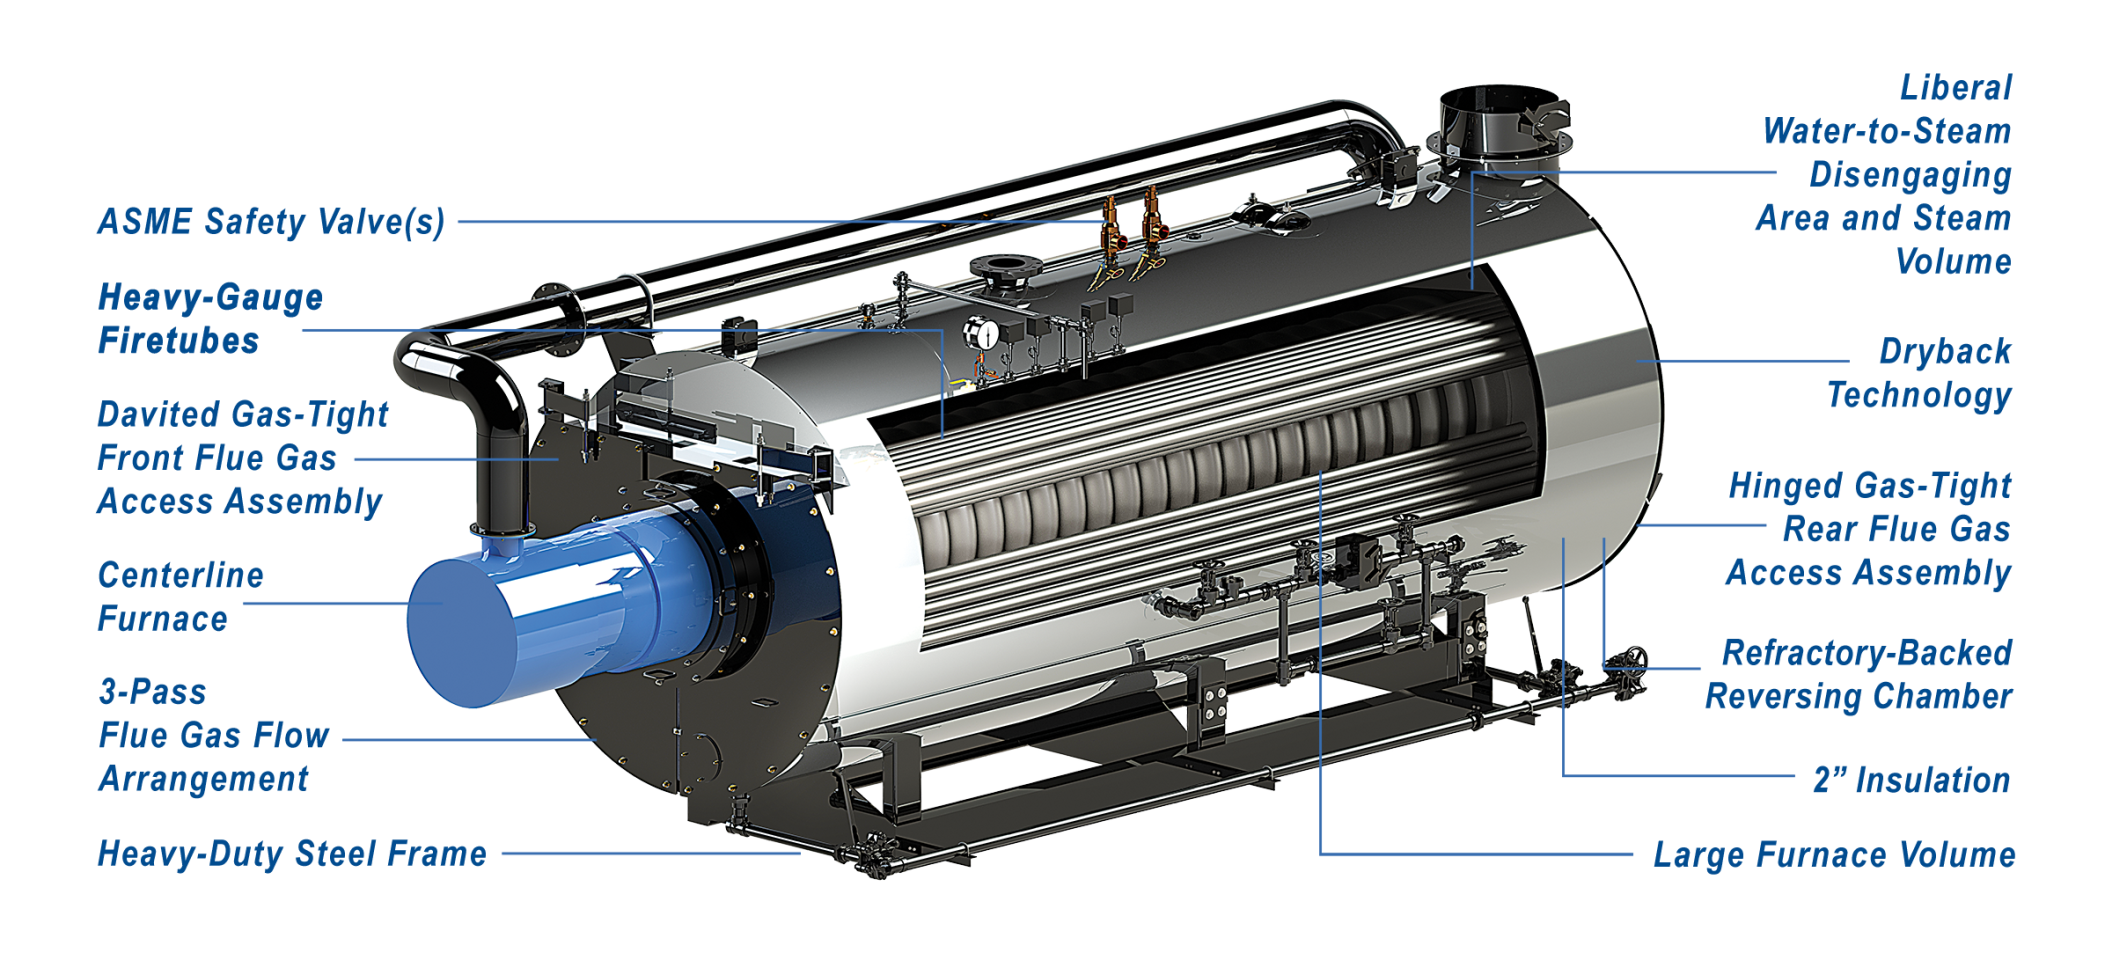 ASME Safety Valve(s)
Heavy-Gauge
Firetubes
Davited Gas-Tight
Front Flue Gas
Access Assembly
Centerline
Furnace
3-Pass
Flue Gas Flow
Arrangement
Heavy-Duty Steel Frame
Liberal
Water-to-Steam
Disengaging
Area and Steam
Volume
Dryback
Technology
Hinged Gas-Tight
Rear Flue Gas
Access Assembly
Refractory-Backed
Reversing Chamber
2” Insulation
Large Furnace Volume